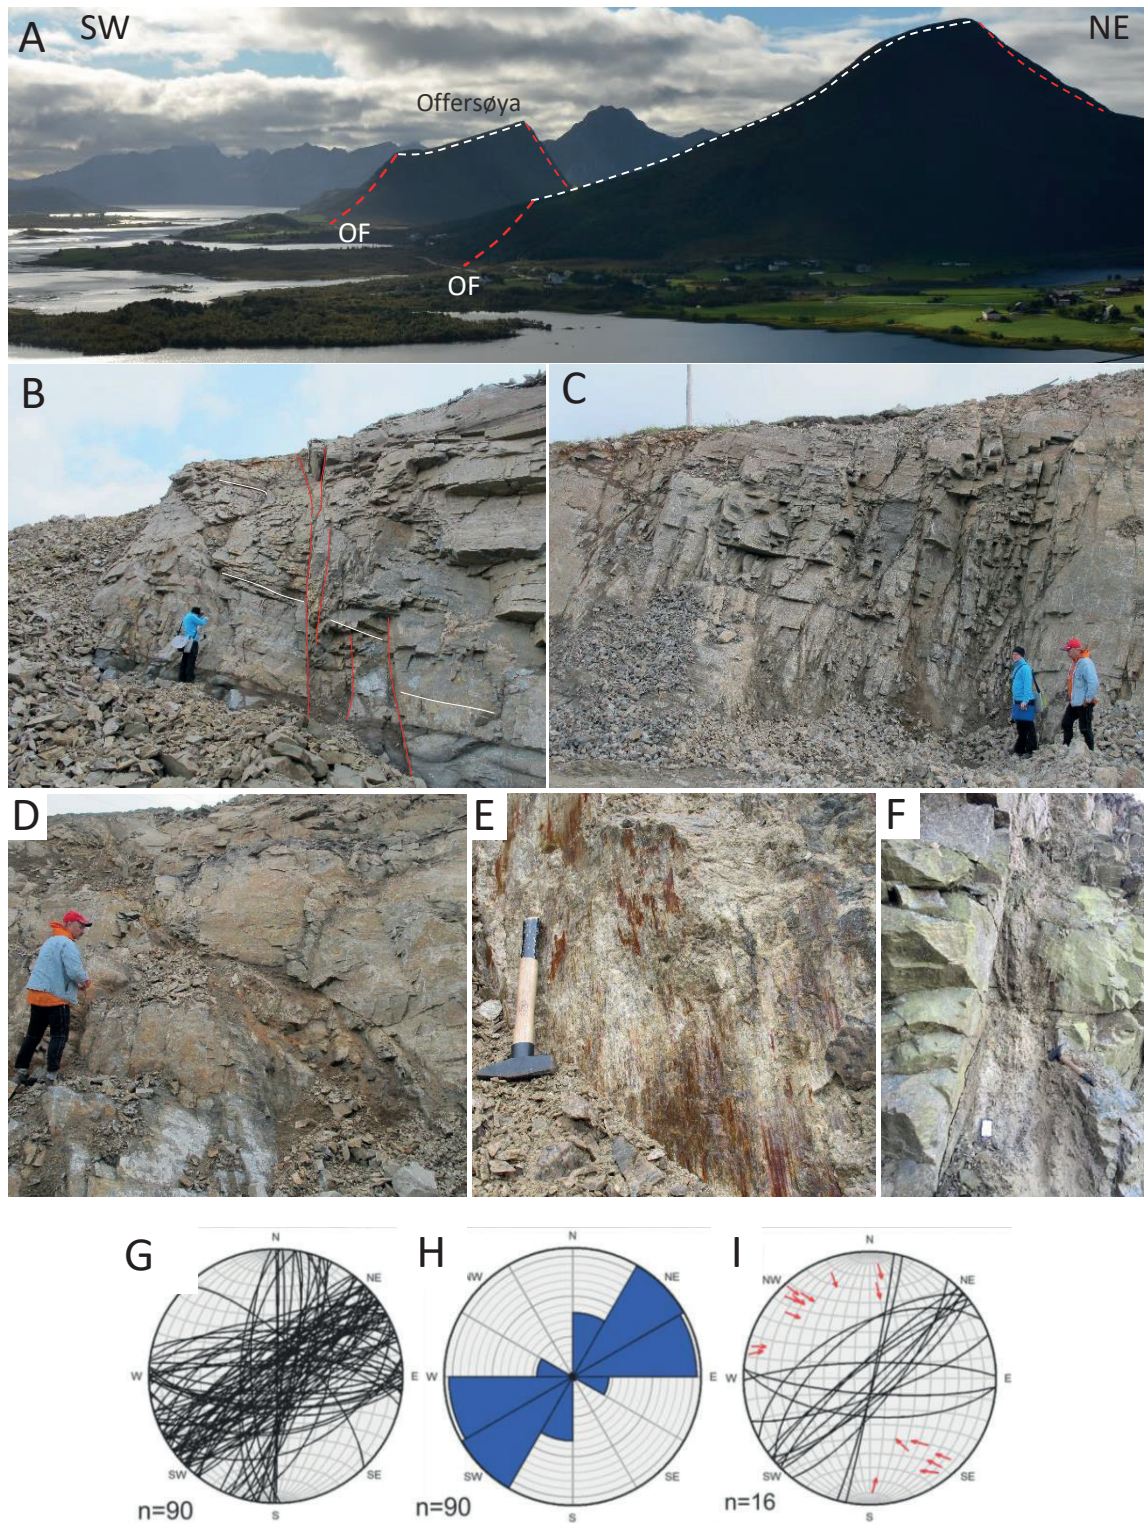 A SW NE
Offersøya
OF
OF
B C
D E F
G H I
N N N
NE NW NE NW NE
W E W E W E
SW SE SW SE SW SE
S S S
n=90 n=90 n=16